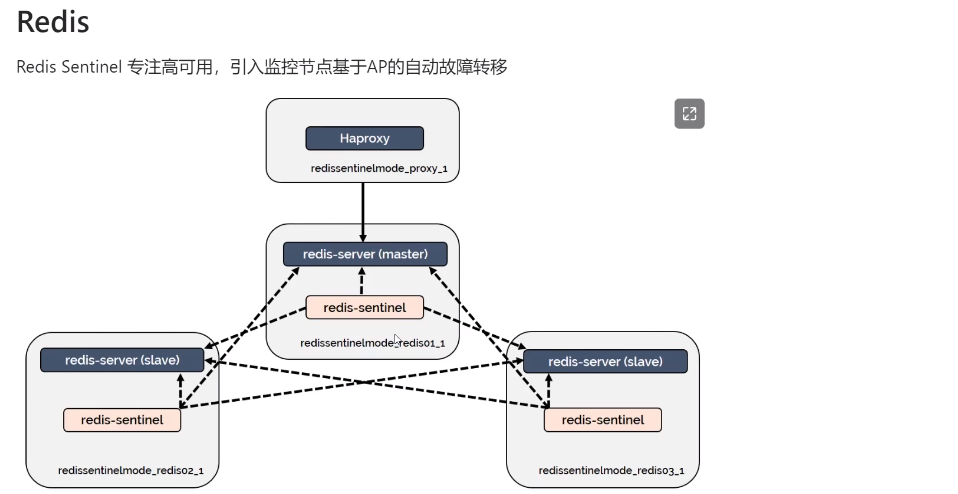 Redis
Redis Sentinel 专注高可用，引入监控节点基于AP的自动故障转移
Haproxy
redissentinelmode_proxy_1
redis-server (master)
redis-sentinel
redissentinelmode_redis01_1
redis-server (slave)
redis-sentinel
redissentinelmode_redis02_1
redis-server (slave)
redis-sentinel
redissentinelmode_redis03_1